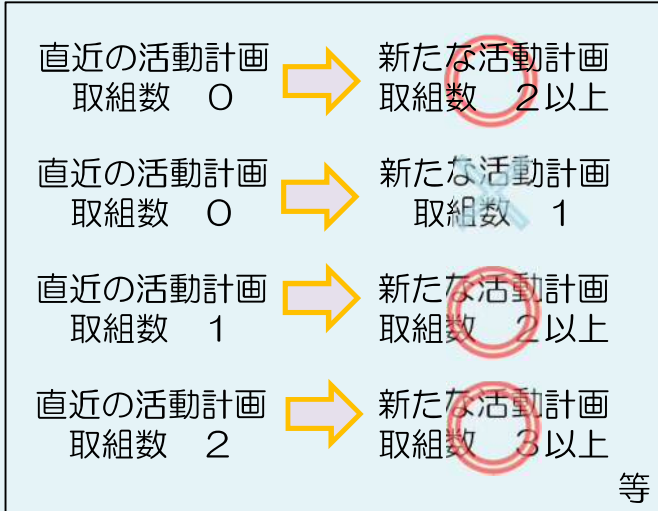 直近の活動計画 新たな活動計画
取組数 0 取組数 2以上
直近の活動計画 新たな活動計画
取組数 0 取組数 1
直近の活動計画 新たな活動計画
取組数 1 取組数 2以上
直近の活動計画 新たな活動計画
取組数 2 取組数 3以上
等